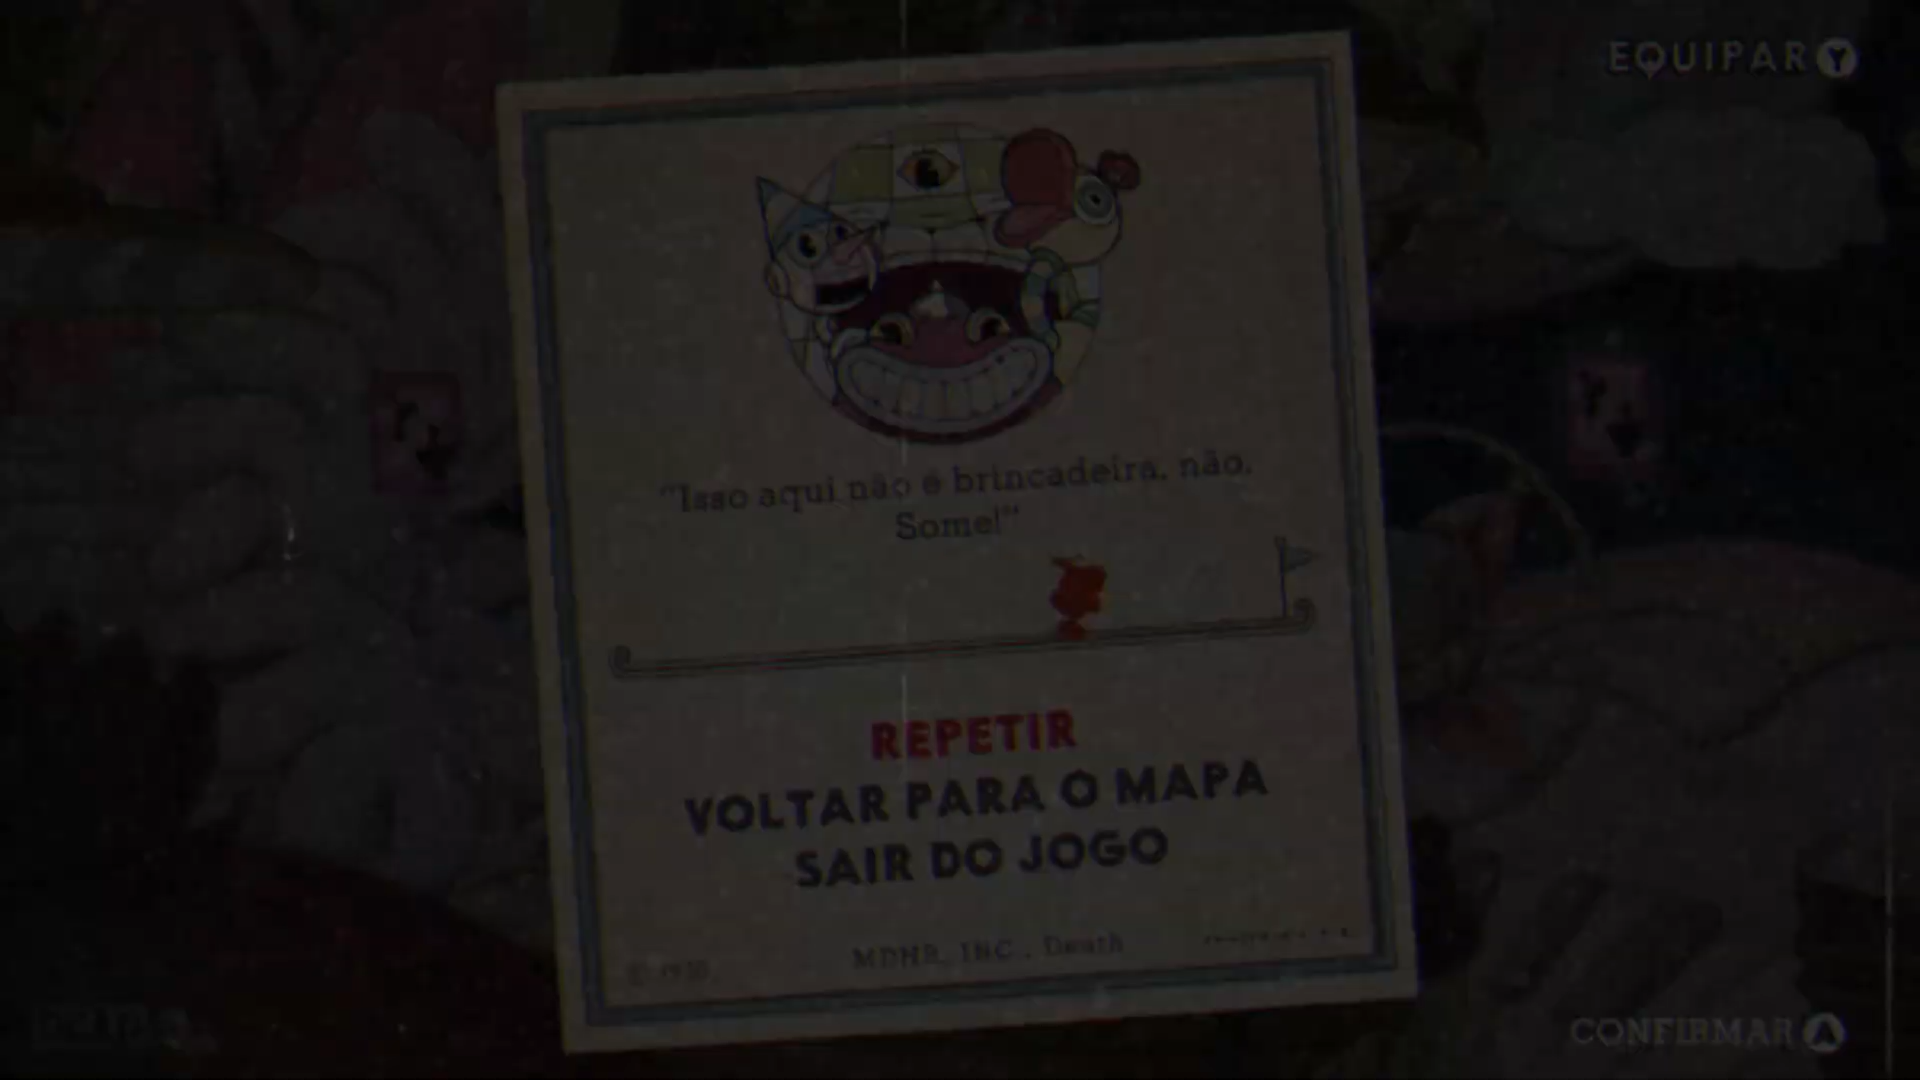 EQUIPAR Y
"Isso aqui não é brincadeira, não.
Some!"
REPETIR
VOLTAR PARA O MAPA
SAIR DO JOGO
MDHR, INC., Death
CONFIRMAR A